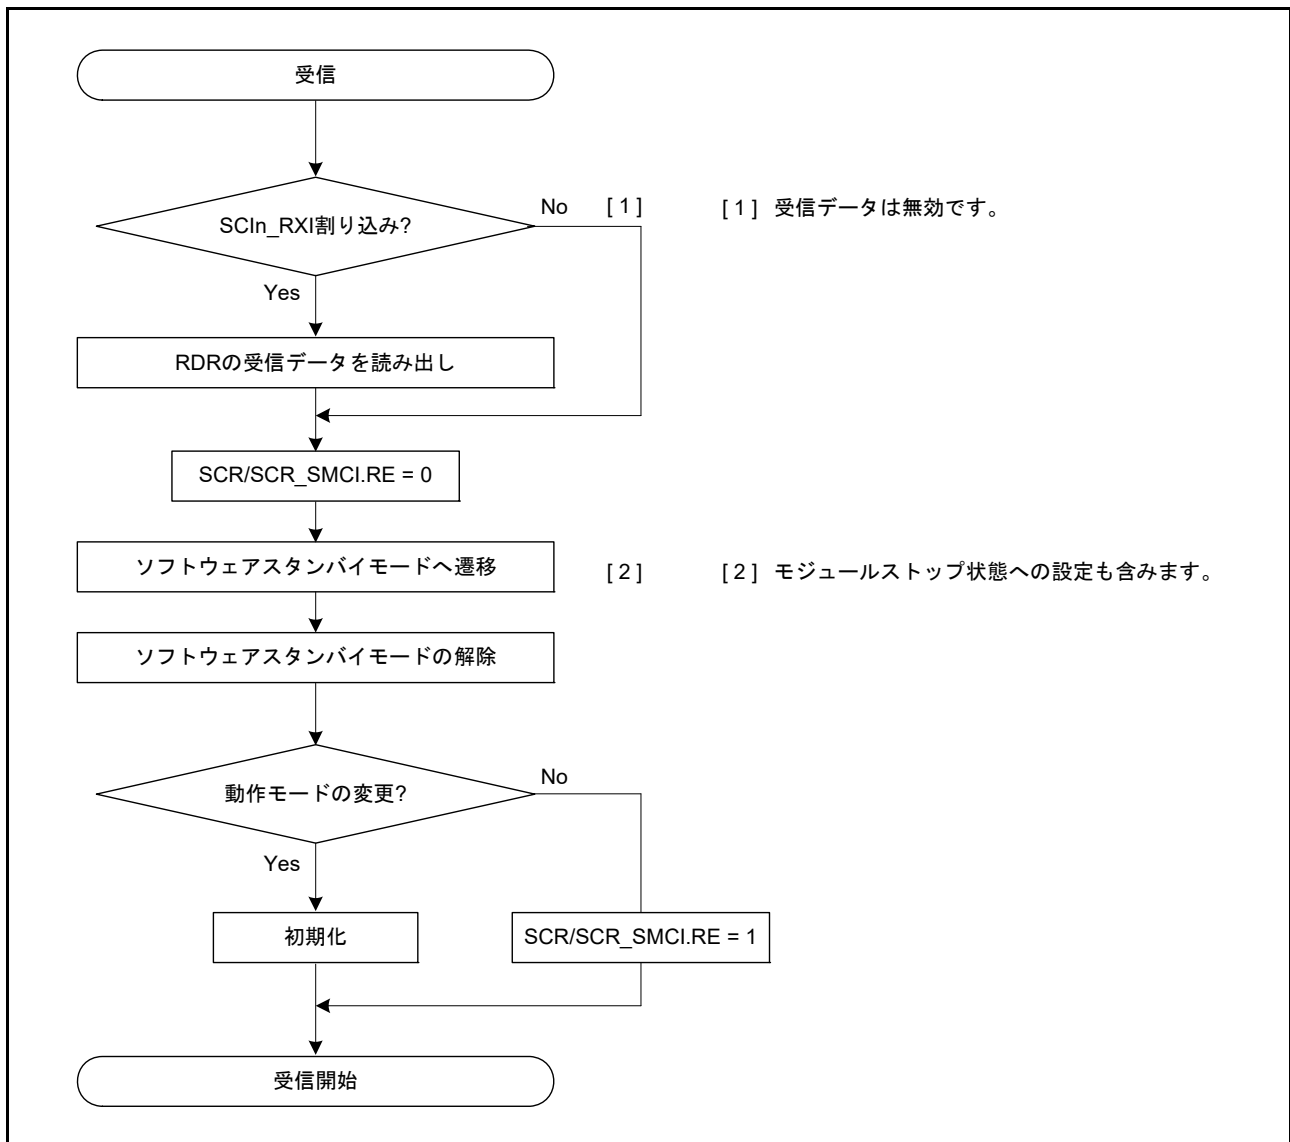 受信
SCIn_RXI割り込み?
No [1] [1] 受信データは無効です。
Yes
RDRの受信データを読み出し
SCR/SCR_SMCI.RE = 0
ソフトウェアスタンバイモードへ遷移
[2] [2] モジュールストップ状態への設定も含みます。
ソフトウェアスタンバイモードの解除
動作モードの変更?
No
Yes
初期化
SCR/SCR_SMCI.RE = 1
受信開始